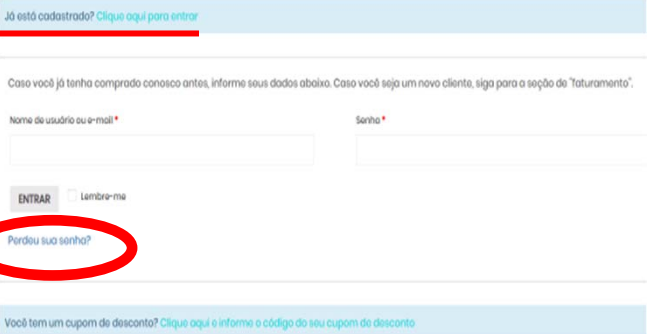 Já está cadastrado? Clique aqui para entrar
Caso você já tenha comprado conosco antes, informe seus dados abaixo. Caso você seja um novo cliente, siga para a seção de "faturamento".
Nome de usuário ou e-mail * Senha *
ENTRAR Lembre-me
Perdeu sua senha?
Você tem um cupom de desconto? Clique aqui e informe o código do seu cupom de desconto